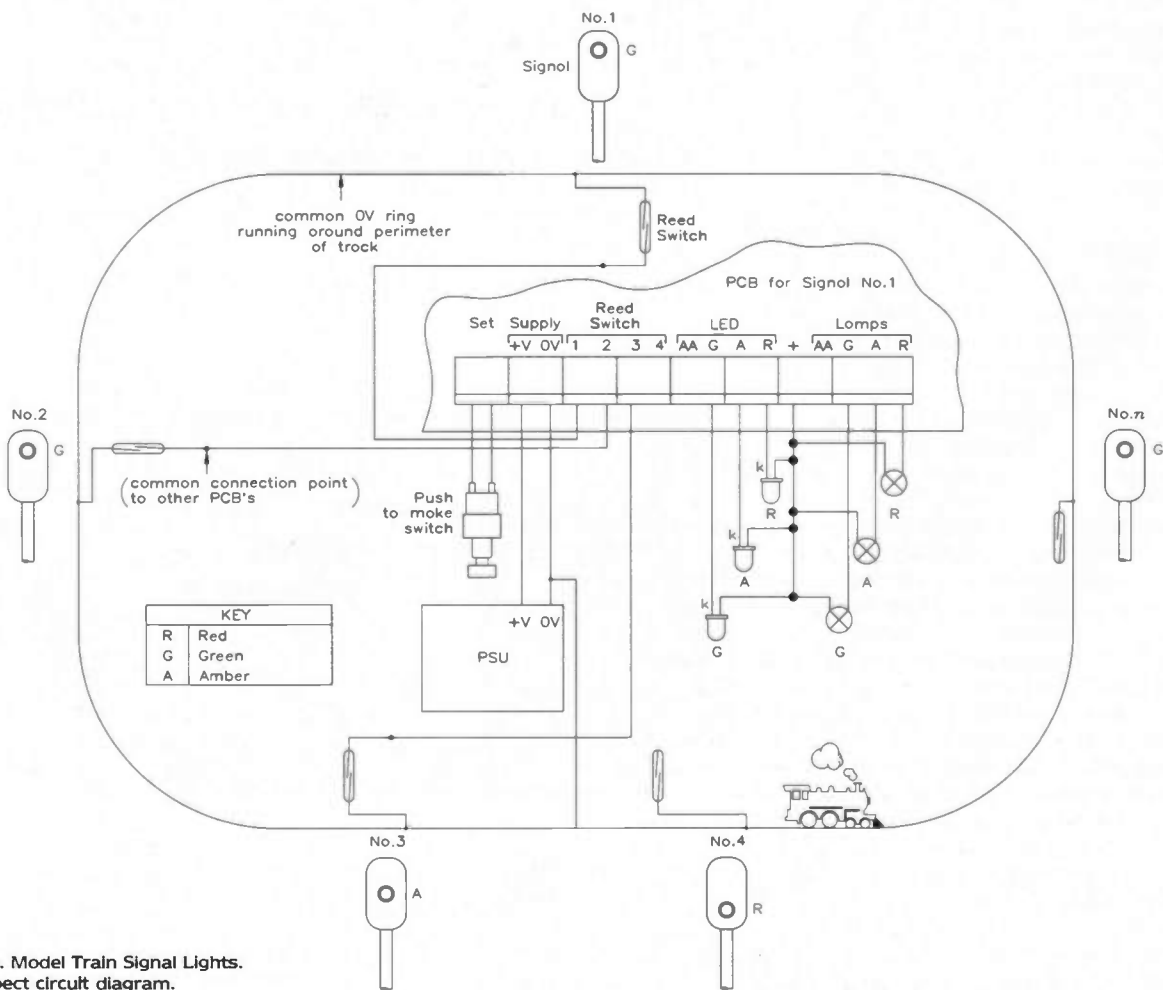 No.1
G
Signol
common 0V ring
running oround perimeter
of trock
Reed
Switch
PCB for Signol No.1
Set Supply Reed Switch LED Lomps
+V 0V 1 2 3 4 AA G A R + AA G A R
No.2
G
No.n
G
(common connection point
to other PCB's)
Push
to moke
switch
k
R
R
k
A
A
k
G
G
KEY
R Red
G Green
A Amber
+V 0V
PSU
No.3
A
No.4
R
. Model Train Signal Lights.
pect circuit diagram.